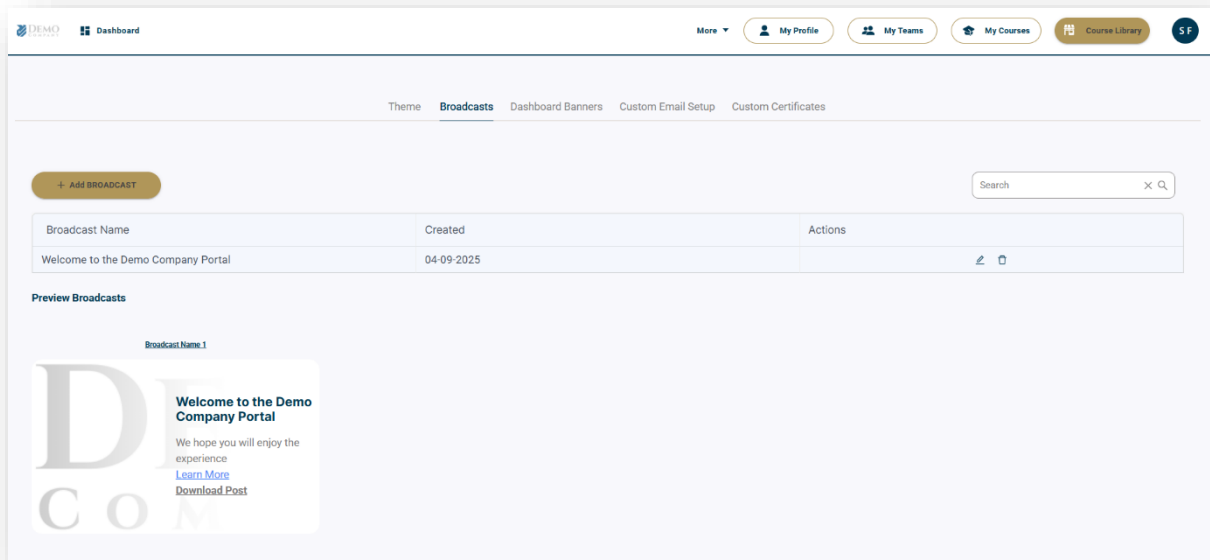 DEMO
COMPANY
Dashboard
More
My Profile
My Teams
My Courses
Course Library
S F
Theme
Broadcasts
Dashboard Banners
Custom Email Setup
Custom Certificates
+ Add BROADCAST
Search
Broadcast Name
Created
Actions
Welcome to the Demo Company Portal
04-09-2025
Preview Broadcasts
Broadcast Name 1
DE
COM
Welcome to the Demo
Company Portal
We hope you will enjoy the
experience
Learn More
Download Post